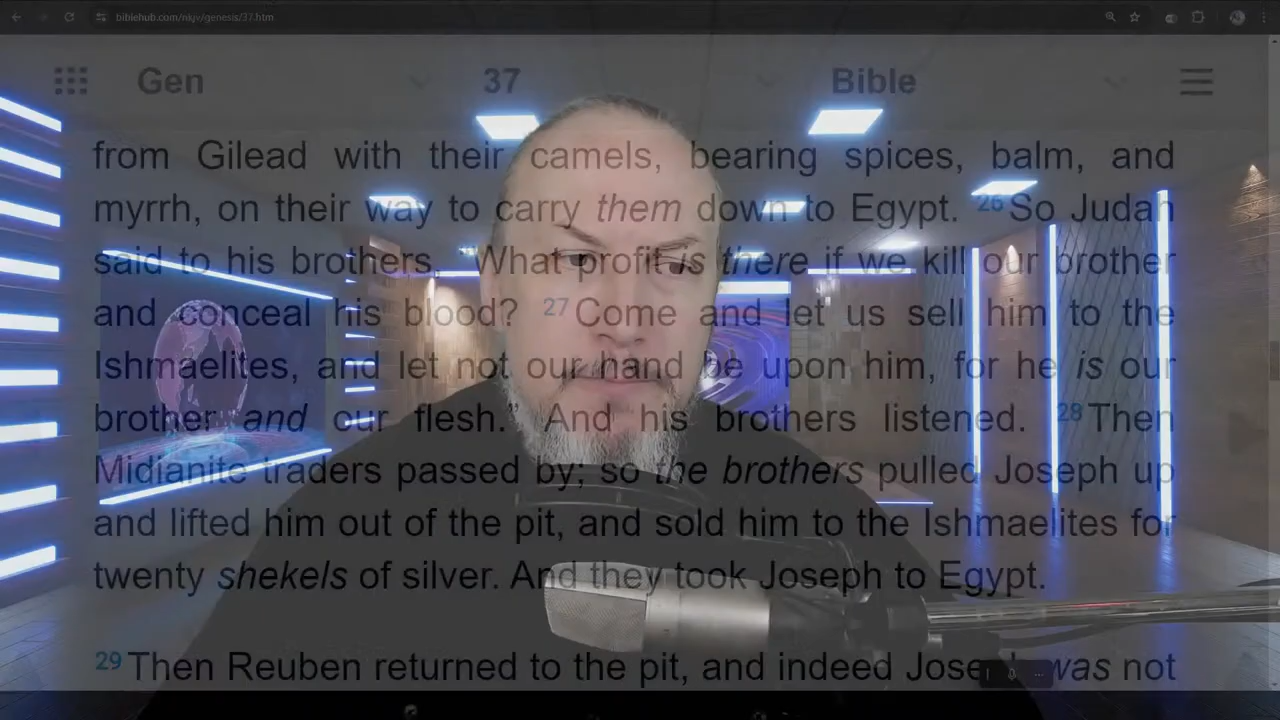 biblehub.com/nkjv/genesis/37.htm
Gen 37 Bible
from Gilead with their camels, bearing spices, balm, and
myrrh, on their way to carry them down to Egypt. 26 So Judah
said to his brothers, “What profit is there if we kill our brother
and conceal his blood? 27 Come and let us sell him to the
Ishmaelites, and let not our hand be upon him, for he is our
brother and our flesh.” And his brothers listened. 28 Then
Midianite traders passed by; so the brothers pulled Joseph up
and lifted him out of the pit, and sold him to the Ishmaelites for
twenty shekels of silver. And they took Joseph to Egypt.
29 Then Reuben returned to the pit, and indeed Joseph was not